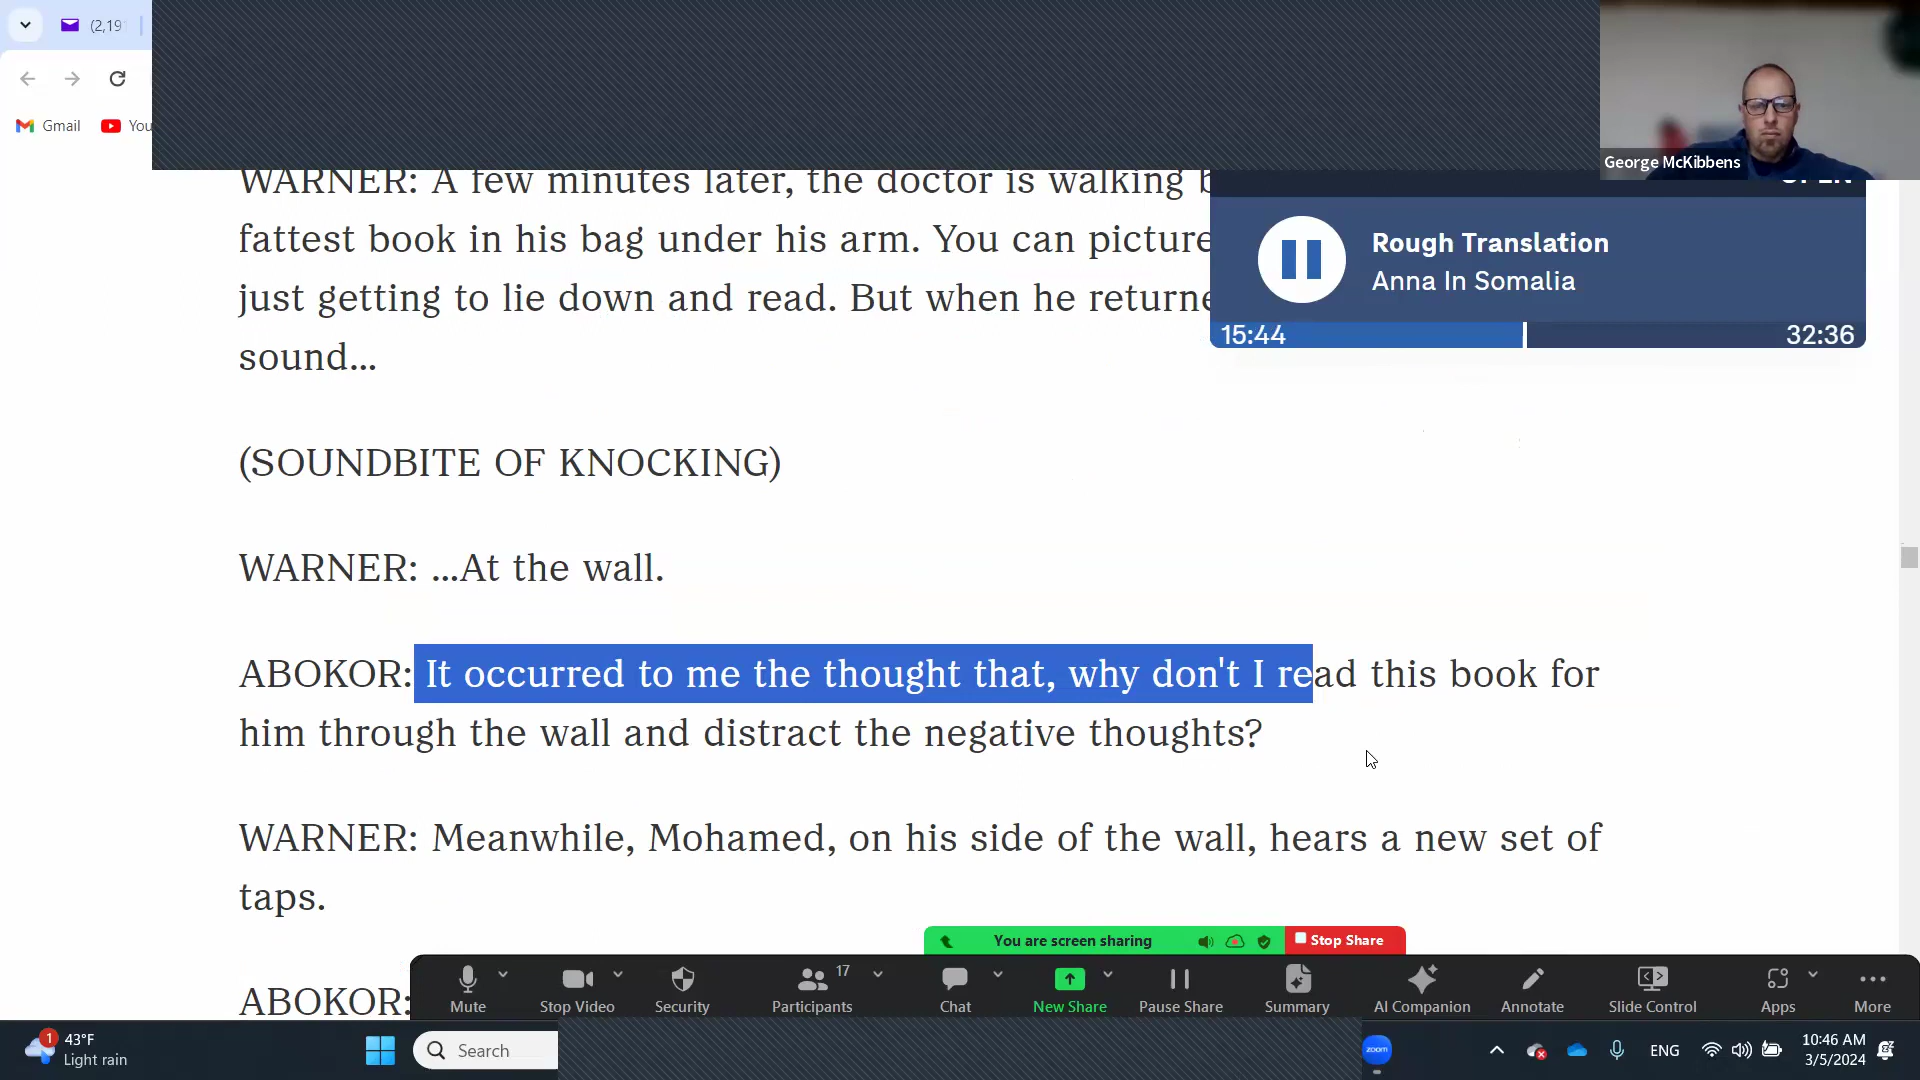 (2,19
Gmail
You
George McKibbens
WARNER: A few minutes later, the doctor is walking b
fattest book in his bag under his arm. You can picture
just getting to lie down and read. But when he returne
sound...
Rough Translation
Anna In Somalia
15:44
32:36
(SOUNDBITE OF KNOCKING)
WARNER: ...At the wall.
ABOKOR: It occurred to me the thought that, why don't I read this book for
him through the wall and distract the negative thoughts?
WARNER: Meanwhile, Mohamed, on his side of the wall, hears a new set of
taps.
ABOKOR:
You are screen sharing
Stop Share
17
Mute
Stop Video
Security
Participants
Chat
New Share
Pause Share
Summary
AI Companion
Annotate
Slide Control
Apps
More
1
43°F
Light rain
Search
zoom
ENG
10:46 AM
3/5/2024